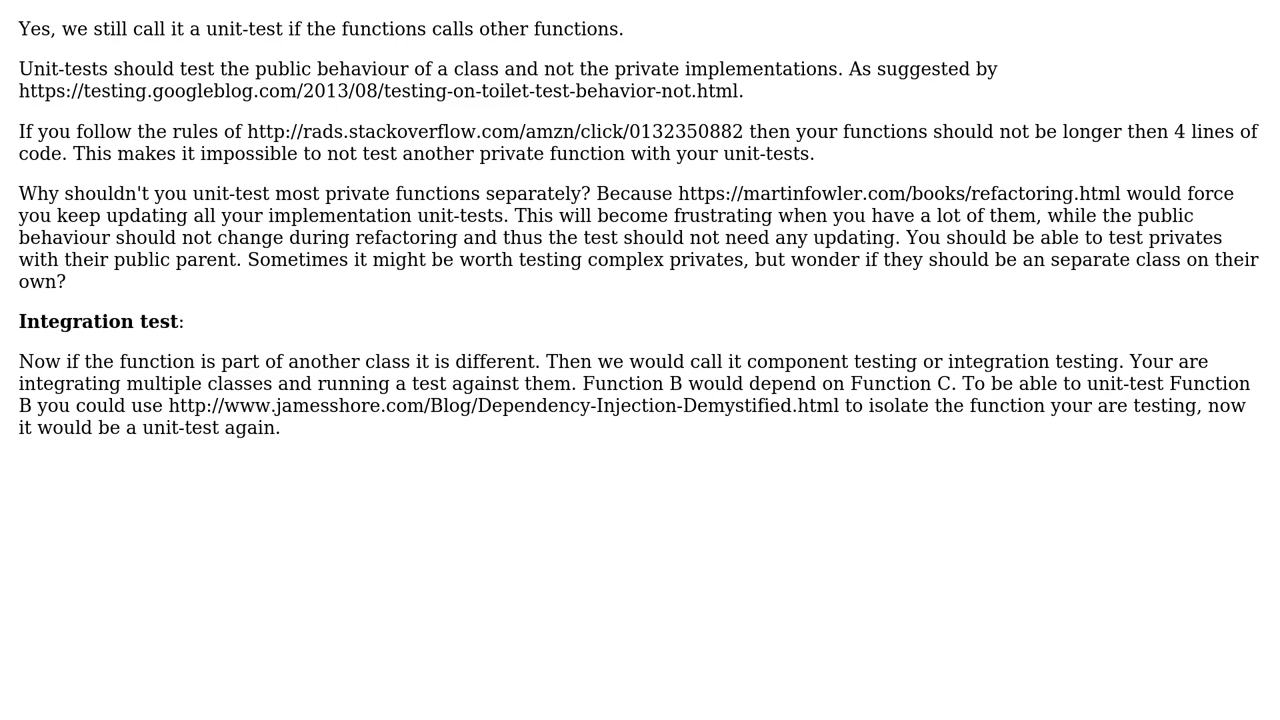 Yes, we still call it a unit-test if the functions calls other functions.
Unit-tests should test the public behaviour of a class and not the private implementations. As suggested by
https://testing.googleblog.com/2013/08/testing-on-toilet-test-behavior-not.html.
If you follow the rules of http://rads.stackoverflow.com/amzn/click/0132350882 then your functions should not be longer then 4 lines of
code. This makes it impossible to not test another private function with your unit-tests.
Why shouldn't you unit-test most private functions separately? Because https://martinfowler.com/books/refactoring.html would force
you keep updating all your implementation unit-tests. This will become frustrating when you have a lot of them, while the public
behaviour should not change during refactoring and thus the test should not need any updating. You should be able to test privates
with their public parent. Sometimes it might be worth testing complex privates, but wonder if they should be an separate class on their
own?
Integration test:
Now if the function is part of another class it is different. Then we would call it component testing or integration testing. Your are
integrating multiple classes and running a test against them. Function B would depend on Function C. To be able to unit-test Function
B you could use http://www.jamesshore.com/Blog/Dependency-Injection-Demystified.html to isolate the function your are testing, now
it would be a unit-test again.